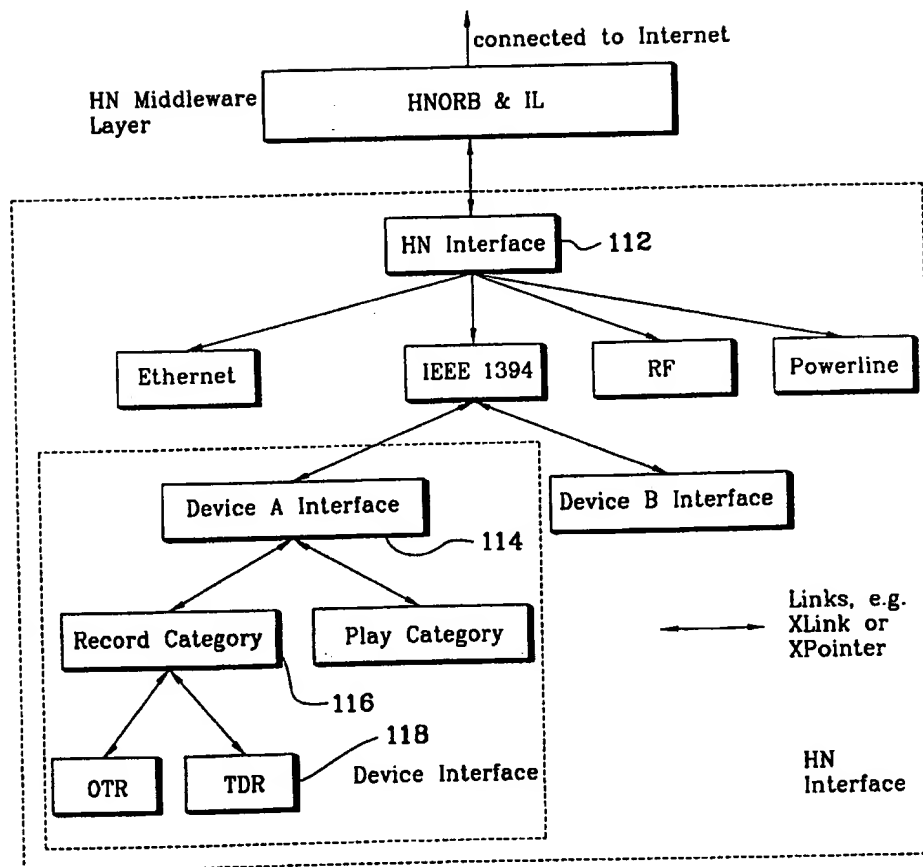 connected to Internet
HN Middleware
Layer
HNORB & IL
HN Interface
112
Ethernet
IEEE 1394
RF
Powerline
Device A Interface
114
Device B Interface
Record Category
116
Play Category
Links, e.g.
XLink or
XPointer
OTR
TDR
118
Device Interface
HN
Interface